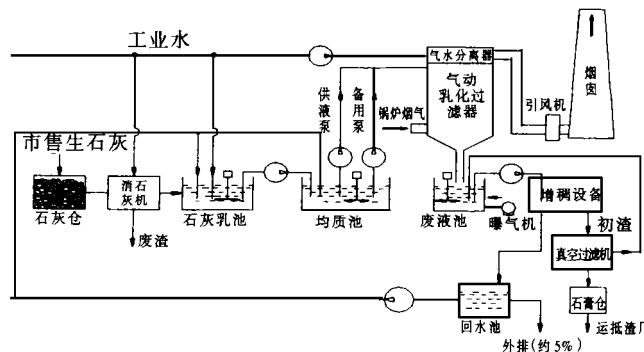 工业水
气水分离器
气动
乳化过
滤器
烟囱
引风机
供
液
泵
备
用
泵
锅炉烟气
市售生石灰
石灰仓
消石
灰机
废渣
石灰乳池
均质池
废液池
曝气机
增稠设备
初渣
真空过滤机
石膏仓
运抵渣厂
回水池
外排(约5%)